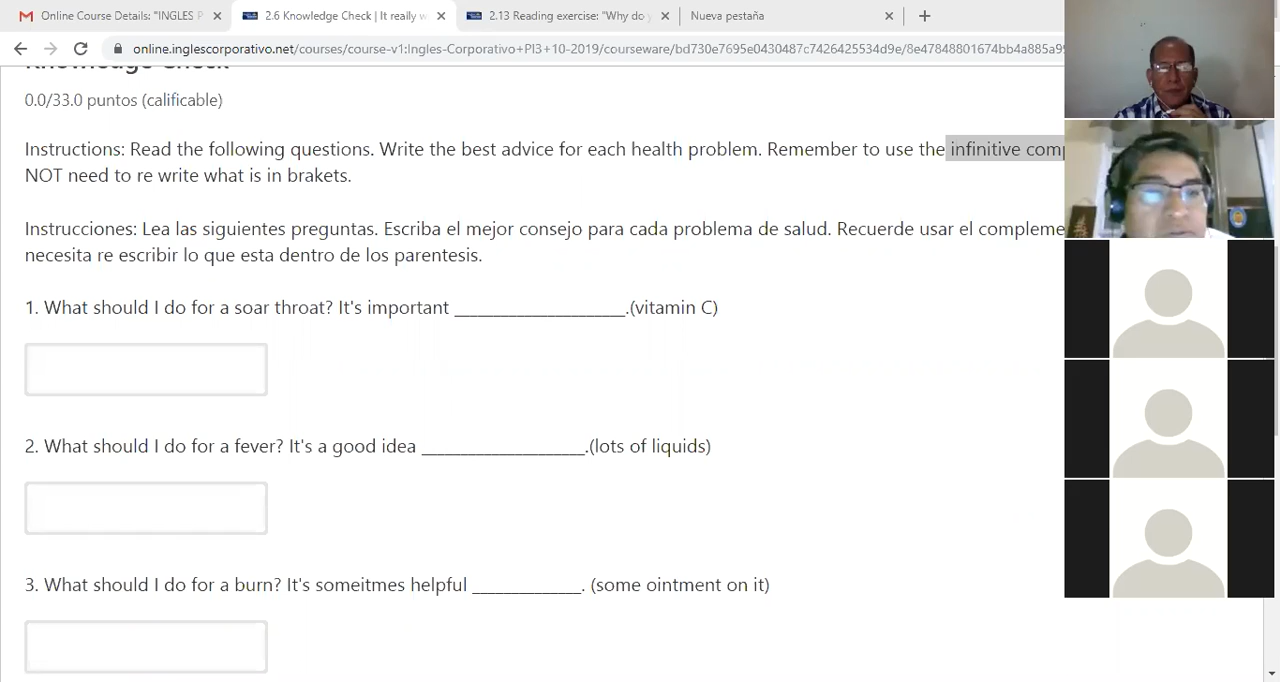 Online Course Details: "INGLES P
2.6 Knowledge Check | It really w
2.13 Reading exercise: "Why do
Nueva pestaña
online.inglescorporativo.net/courses/course-v1:Ingles-Corporativo+PI3+10-2019/courseware/bd730e7695e0430487c7426425534d9e/8e47848801674bb4a885a9
Knowledge Check
0.0/33.0 puntos (calificable)
Instructions: Read the following questions. Write the best advice for each health problem. Remember to use the infinitive com
NOT need to re write what is in brakets.
Instrucciones: Lea las siguientes preguntas. Escriba el mejor consejo para cada problema de salud. Recuerde usar el compleme
necesita re escribir lo que esta dentro de los parentesis.
1. What should I do for a soar throat? It's important ____________________.(vitamin C)
2. What should I do for a fever? It's a good idea ___________________.(lots of liquids)
3. What should I do for a burn? It's someitmes helpful _____________. (some ointment on it)